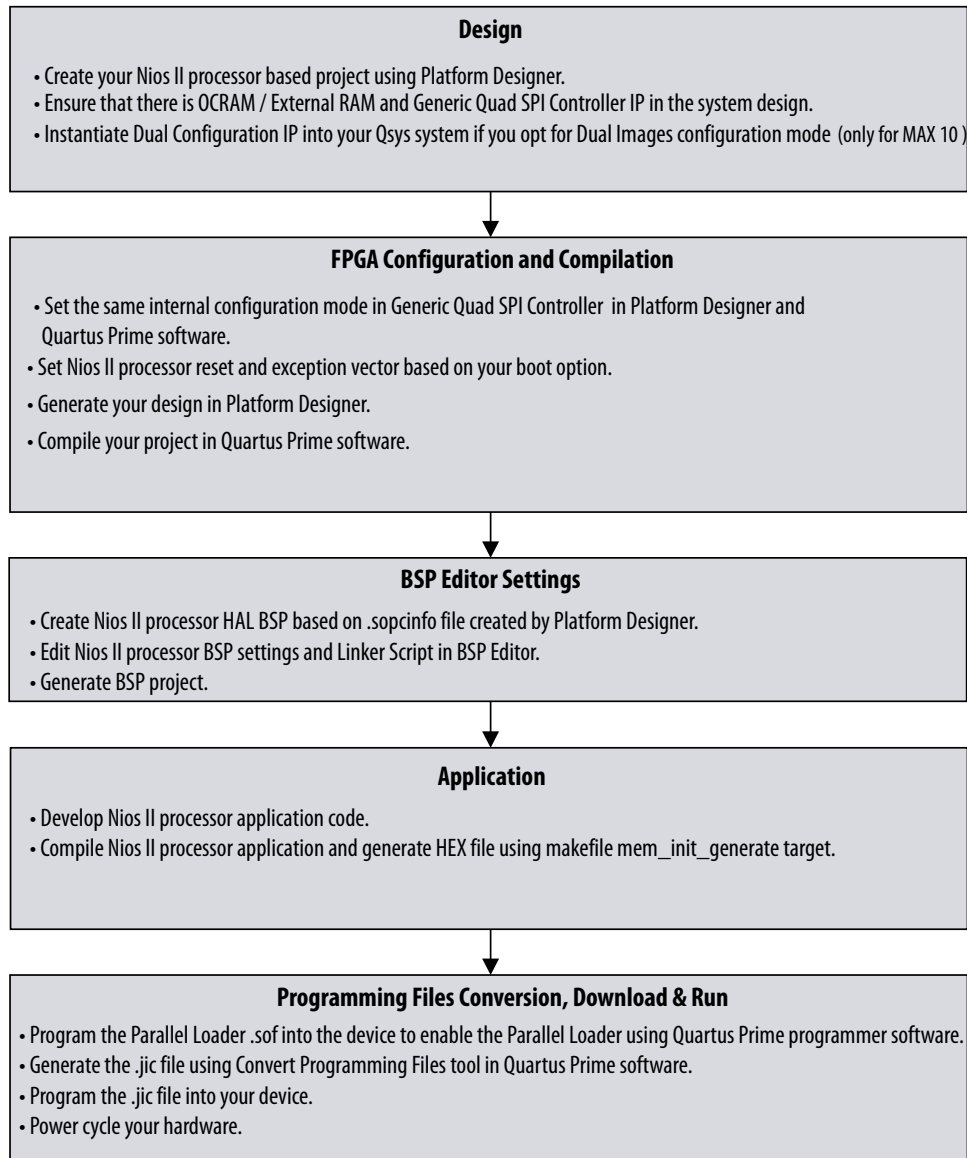 Design
• Create your Nios II processor based project using Platform Designer.
• Ensure that there is OCRAM / External RAM and Generic Quad SPI Controller IP in the system design.
• Instantiate Dual Configuration IP into your Qsys system if you opt for Dual Images configuration mode (only for MAX 10 )
FPGA Configuration and Compilation
• Set the same internal configuration mode in Generic Quad SPI Controller in Platform Designer and
Quartus Prime software.
• Set Nios II processor reset and exception vector based on your boot option.
• Generate your design in Platform Designer.
• Compile your project in Quartus Prime software.
BSP Editor Settings
• Create Nios II processor HAL BSP based on .sopcinfo file created by Platform Designer.
• Edit Nios II processor BSP settings and Linker Script in BSP Editor.
• Generate BSP project.
Application
• Develop Nios II processor application code.
• Compile Nios II processor application and generate HEX file using makefile mem_init_generate target.
Programming Files Conversion, Download & Run
• Program the Parallel Loader .sof into the device to enable the Parallel Loader using Quartus Prime programmer software.
• Generate the .jic file using Convert Programming Files tool in Quartus Prime software.
• Program the .jic file into your device.
• Power cycle your hardware.